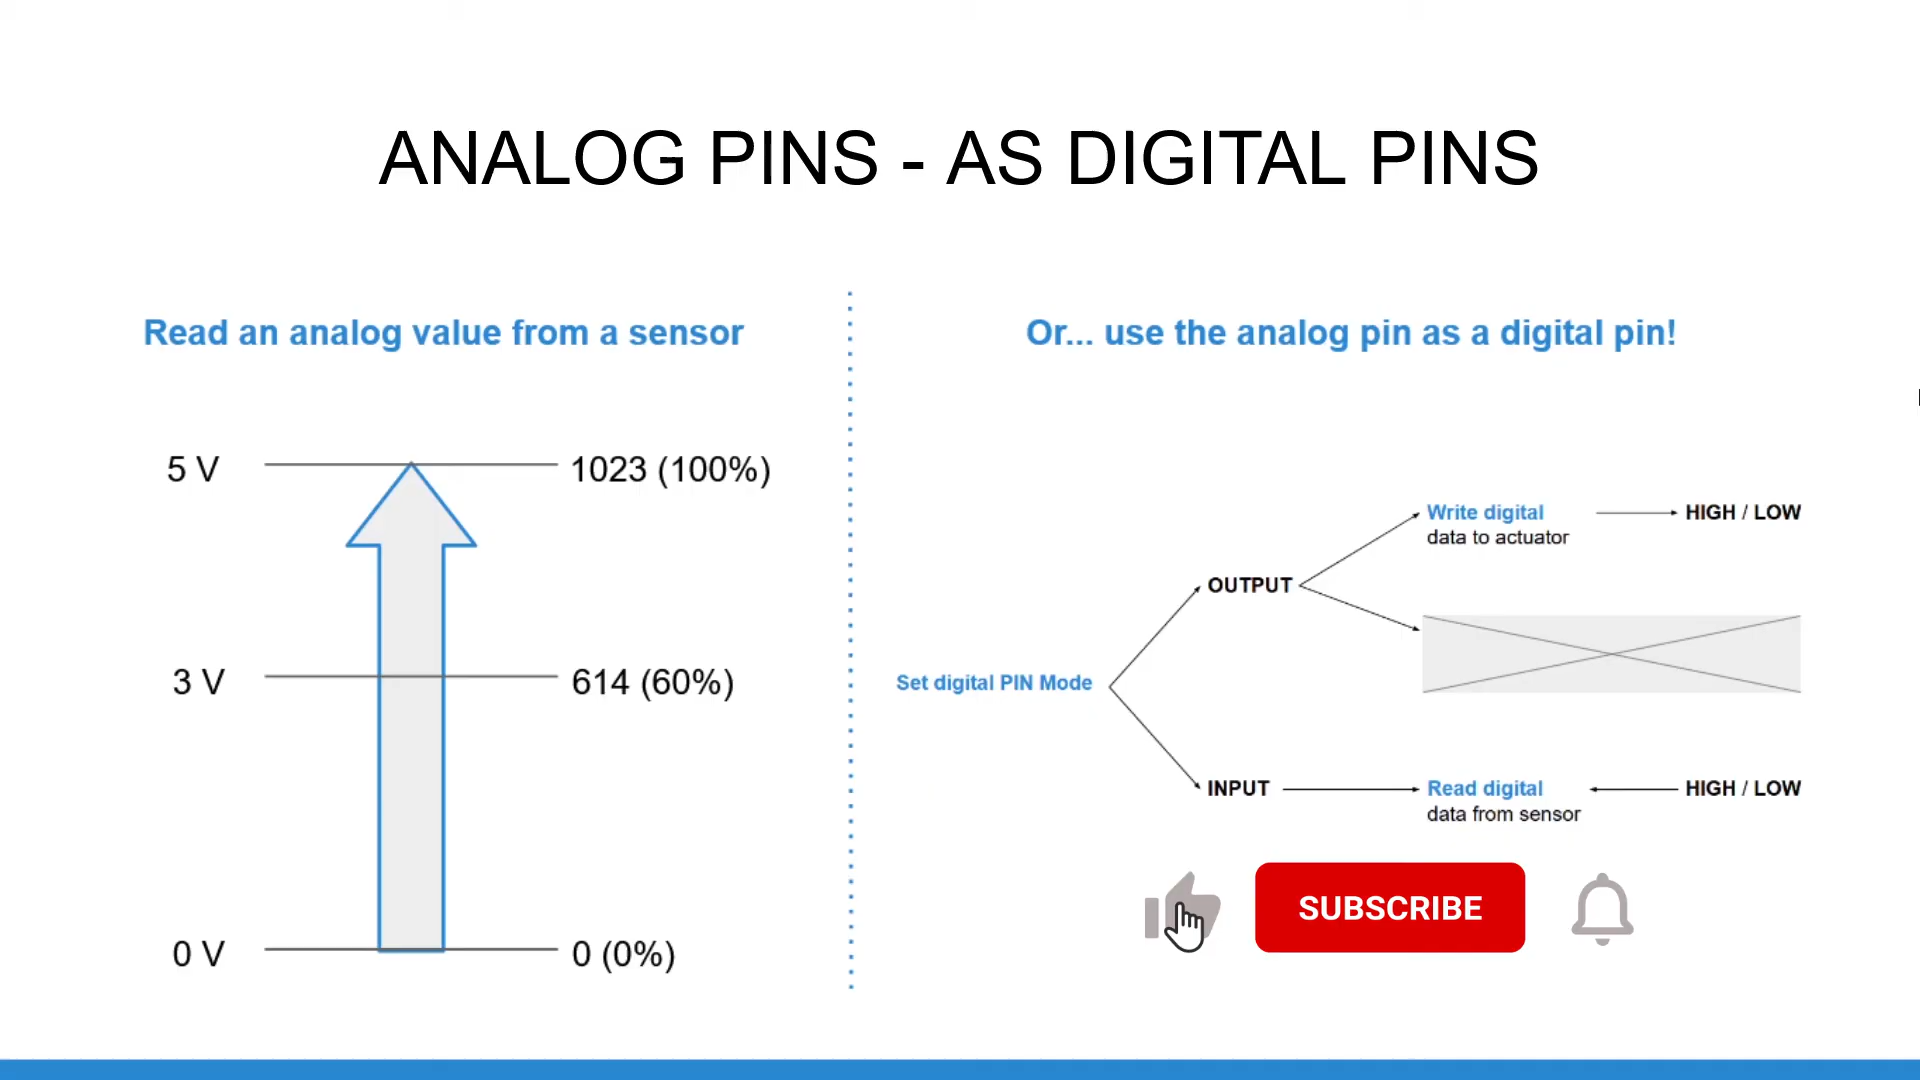 ANALOG PINS - AS DIGITAL PINS
Read an analog value from a sensor
5 V
1023 (100%)
3 V
614 (60%)
0 V
0 (0%)
Or... use the analog pin as a digital pin!
Set digital PIN Mode
OUTPUT
Write digital
data to actuator
HIGH / LOW
INPUT
Read digital
data from sensor
HIGH / LOW
SUBSCRIBE